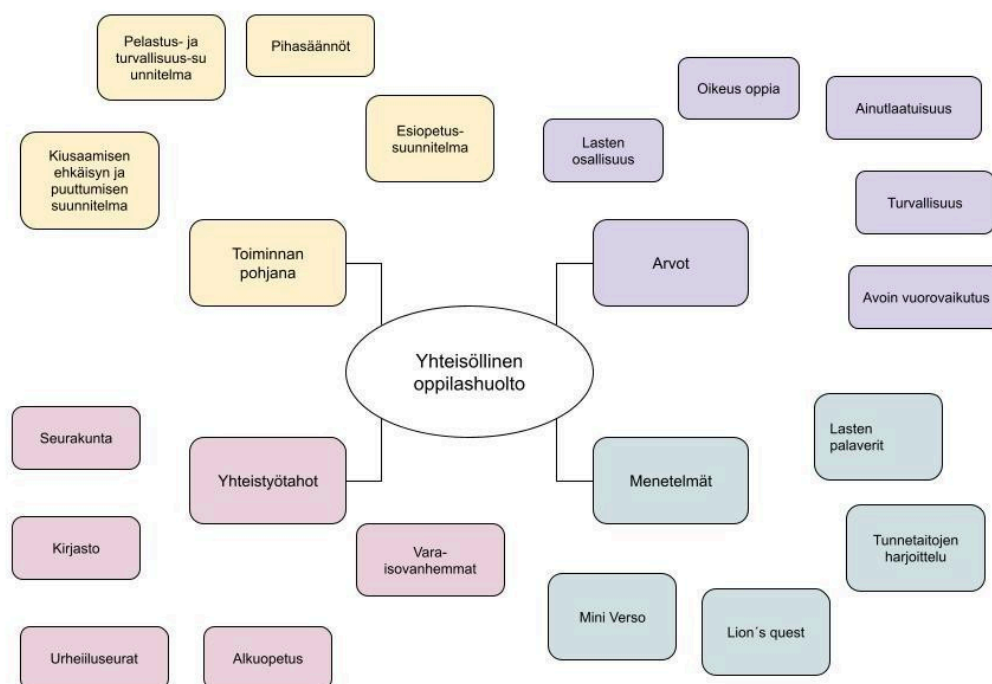 Pelastus- ja
turvallisuus-su
unnitelma
Pihasäännöt
Esiopetus-
suunnitelma
Kiusaamisen
ehkäisyn ja
puuttumisen
suunnitelma
Toiminnan
pohjana
Oikeus oppia
Ainutlaatuisuus
Lasten
osallisuus
Turvallisuus
Arvot
Avoin vuorovaikutus
Yhteisöllinen
oppilashuolto
Seurakunta
Yhteistyötahot
Kirjasto
Vara-
isovanhemmat
Urheiluseurat
Alkuopetus
Menetelmät
Lasten
palaverit
Tunnetaitojen
harjoittelu
Mini Verso
Lion´s quest